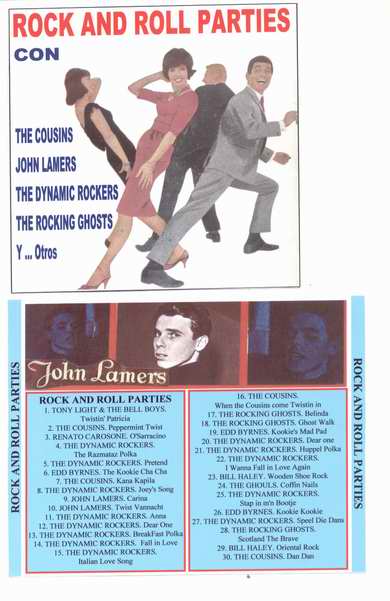 ROCK AND ROLL PARTIES
CON
THE COUSINS
JOHN LAMERS
THE DYNAMIC ROCKERS
THE ROCKING GHOSTS
Y ... Otros
John Lamers
ROCK AND ROLL PARTIES
ROCK AND ROLL PARTIES
1. TONY LIGHT & THE BELL BOYS.
Twistin' Patricia
2. THE COUSINS. Peppermint Twist
3. RENATO CAROSONE. O'Sarracino
4. THE DYNAMIC ROCKERS.
The Razmataz Polka
5. THE DYNAMIC ROCKERS. Pretend
6. EDD BYRNES. The Kookie Cha Cha
7. THE COUSINS. Kana Kapila
8. THE DYNAMIC ROCKERS. Joey's Song
9. JOHN LAMERS. Carina
10. JOHN LAMERS. Twist Vannacht
11. THE DYNAMIC ROCKERS. Anna
12. THE DYNAMIC ROCKERS. Dear One
13. THE DYNAMIC ROCKERS. BreakFast Polka
14. THE DYNAMIC ROCKERS. Fall in Love
15. THE DYNAMIC ROCKERS.
Italian Love Song
16. THE COUSINS.
When the Cousins come Twistin in
17. THE ROCKING GHOSTS. Belinda
18. THE ROCKING GHOSTS. Ghost Walk
19. EDD BYRNES. Kookie's Mad Pad
20. THE DYNAMIC ROCKERS. Dear one
21. THE DYNAMIC ROCKERS. Huppel Polka
22. THE DYNAMIC ROCKERS.
I Wanna Fall in Love Again
23. BILL HALEY. Wooden Shoe Rock
24. THE GHOULS. Coffin Nails
25. THE DYNAMIC ROCKERS.
Stap in m'n Bootje
26. EDD BYRNES. Kookie Kookie
27. THE DYNAMIC ROCKERS. Speel Die Dans
28. THE ROCKING GHOSTS.
Scotland The Brave
29. BILL HALEY. Oriental Rock
30. THE COUSINS. Dan Dan
ROCK AND ROLL PARTIES